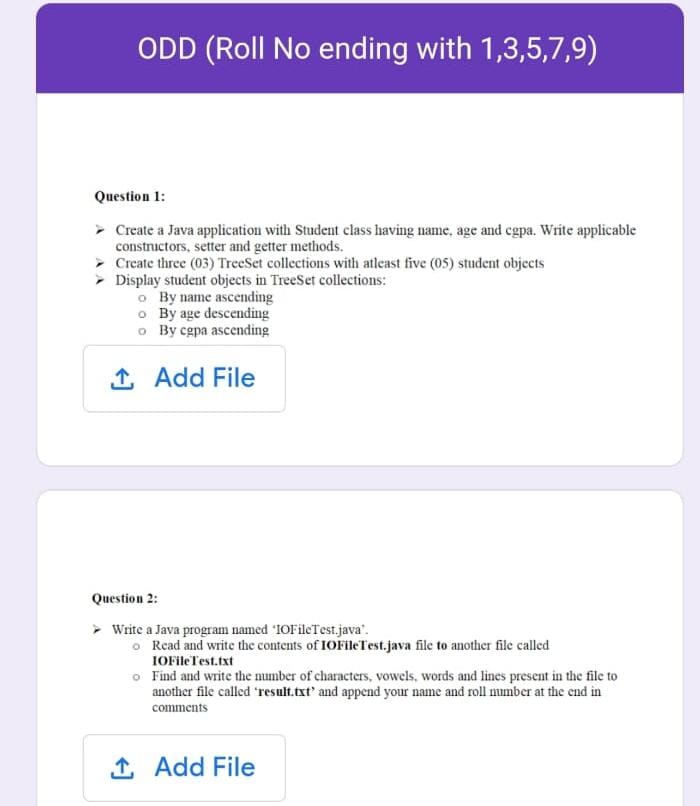 ODD (Roll No ending with 1,3,5,7,9)
Question 1:
➤ Create a Java application with Student class having name, age and cgpa. Write applicable
constructors, setter and getter methods.
➤ Create three (03) TreeSet collections with atleast five (05) student objects
➤ Display student objects in TreeSet collections:
o By name ascending
o By age descending
o By cgpa ascending
Add File
Question 2:
➤ Write a Java program named ‘IOFileTest.java’.
o Read and write the contents of IOFileTest.java file to another file called
IOFileTest.txt
o Find and write the number of characters, vowels, words and lines present in the file to
another file called ‘result.txt’ and append your name and roll number at the end in
comments
Add File